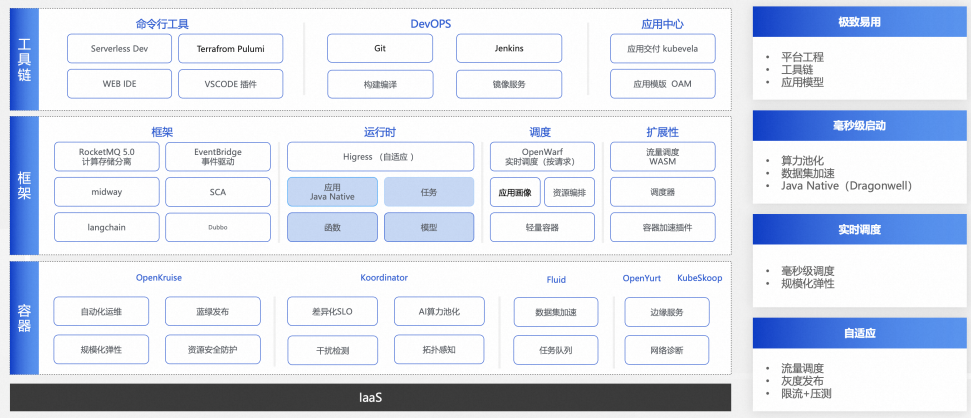 工具链
命令行工具
Serverless Dev
Terrafrom Pulumi
WEB IDE
VSCODE 插件
DevOPS
Git
Jenkins
构建编译
镜像服务
应用中心
应用交付 kubevela
应用模版 OAM
框架
框架
RocketMQ 5.0
计算存储分离
EventBridge
事件驱动
midway
SCA
langchain
Dubbo
运行时
Higress （自适应 ）
应用
Java Native
任务
函数
模型
调度
OpenWarf
实时调度（按请求）
应用画像
资源编排
轻量容器
扩展性
流量调度
WASM
调度器
容器加速插件
容器
OpenKruise
自动化运维
蓝绿发布
规模化弹性
资源安全防护
Koordinator
差异化SLO
AI算力池化
干扰检测
拓扑感知
Fluid
数据集加速
任务队列
OpenYurt
KubeSkoop
边缘服务
网络诊断
IaaS
极致易用
• 平台工程
• 工具链
• 应用模型
毫秒级启动
• 算力池化
• 数据集加速
• Java Native（Dragonwell）
实时调度
• 毫秒级调度
• 规模化弹性
自适应
• 流量调度
• 灰度发布
• 限流+压测